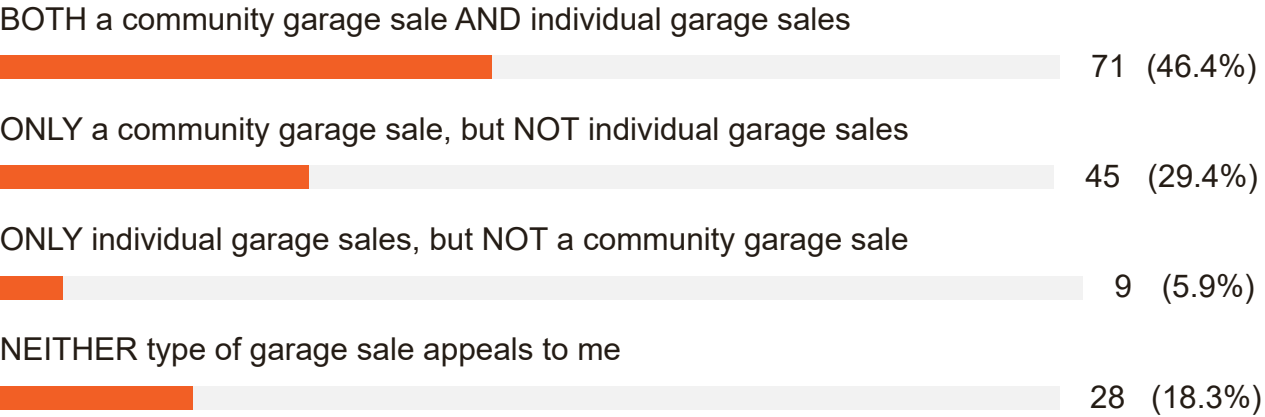 BOTH a community garage sale AND individual garage sales
71 (46.4%)
ONLY a community garage sale, but NOT individual garage sales
45 (29.4%)
ONLY individual garage sales, but NOT a community garage sale
9 (5.9%)
NEITHER type of garage sale appeals to me
28 (18.3%)